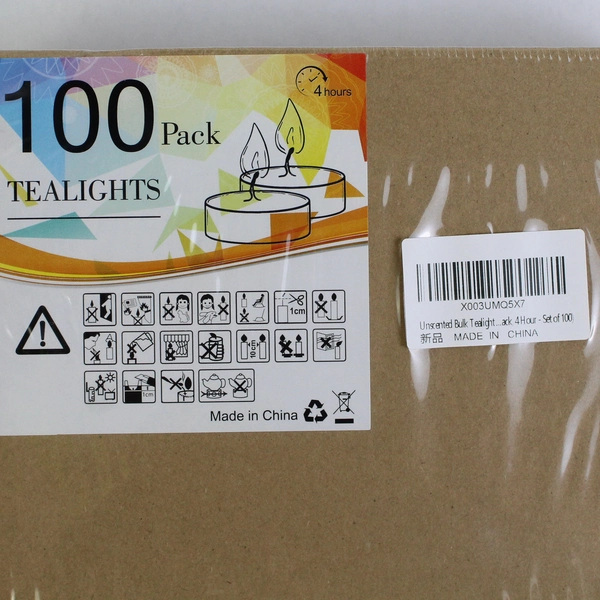 100 Pack
4 hours
TEALIGHTS
1cm
1cm
Made in China
X003UMQ5X7
Unscented Bulk Tealight...ack 4 Hour - Set of 100
新品 MADE IN CHINA